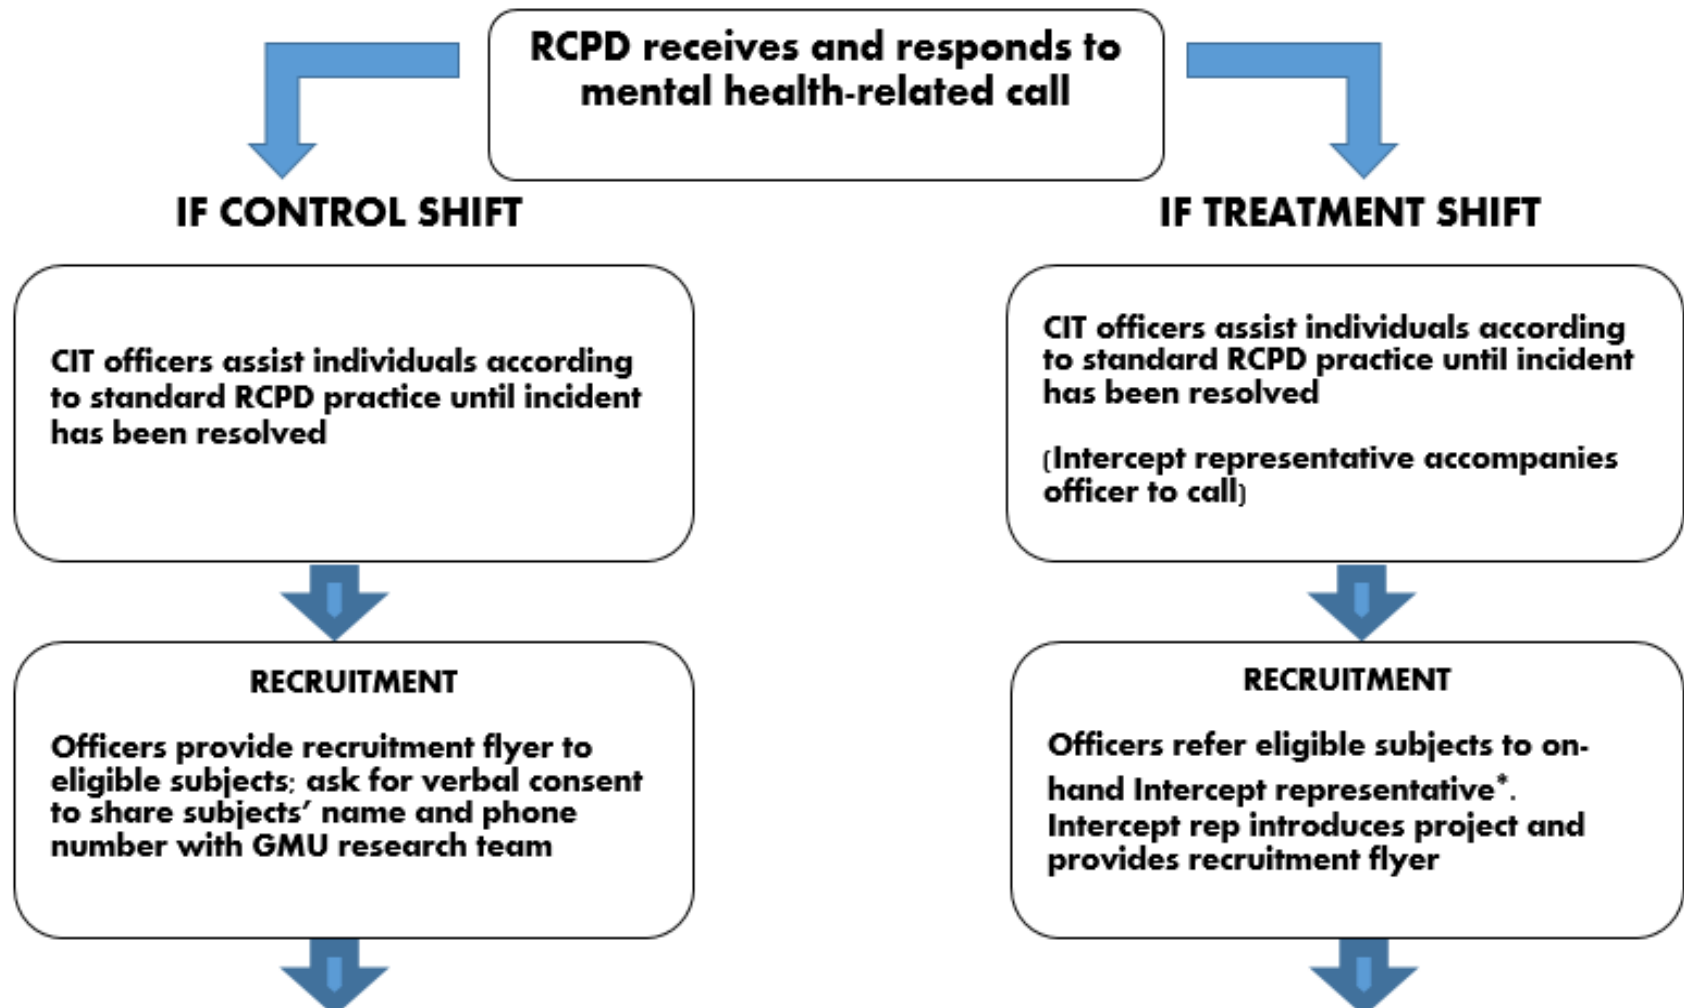 RCPD receives and responds to
mental health-related call
IF CONTROL SHIFT
CIT officers assist individuals according
to standard RCPD practice until incident
has been resolved
RECRUITMENT
Officers provide recruitment flyer to
eligible subjects; ask for verbal consent
to share subjects' name and phone
number with GMU research team
IF TREATMENT SHIFT
CIT officers assist individuals according
to standard RCPD practice until incident
has been resolved
(Intercept representative accompanies
officer to call)
RECRUITMENT
Officers refer eligible subjects to on-
hand Intercept representative*.
Intercept rep introduces project and
provides recruitment flyer